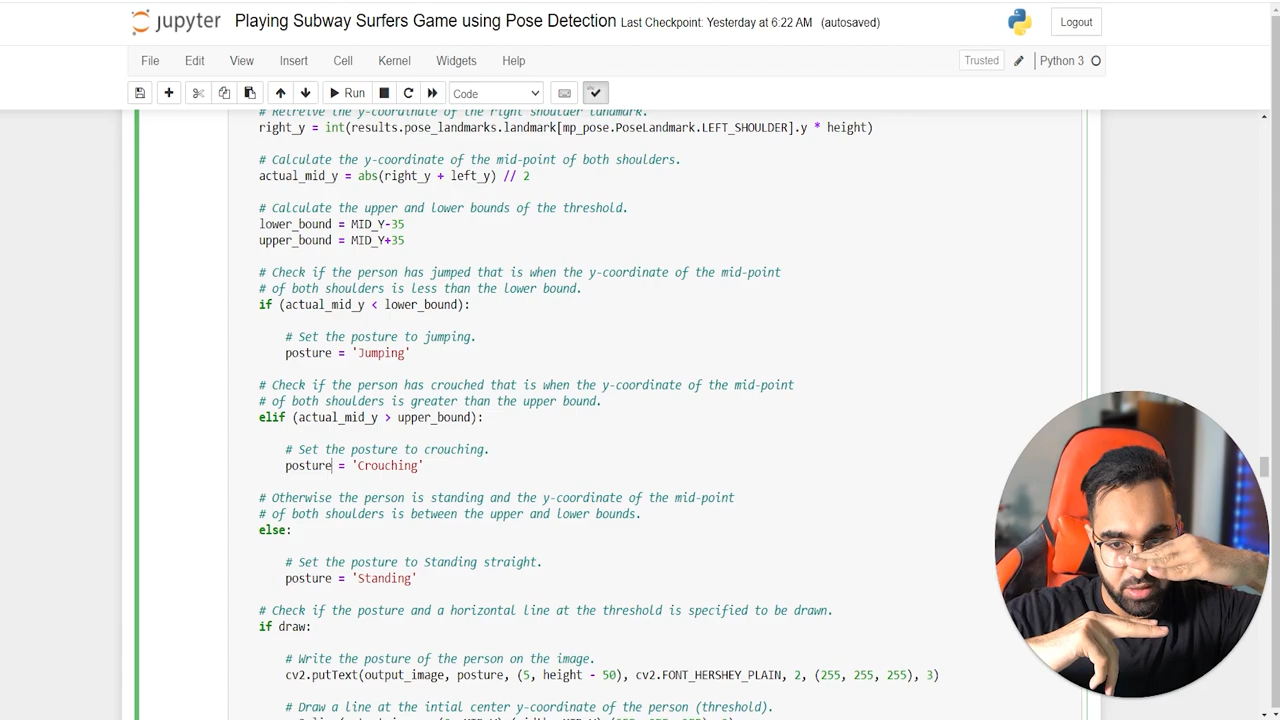 jupyter Playing Subway Surfers Game using Pose Detection Last Checkpoint: Yesterday at 6:22 AM (autosaved) Logout
File Edit View Insert Cell Kernel Widgets Help Trusted Python 3
Run Code
# Retreive the y-coordinate of the right shoulder landmark.
right_y = int(results.pose_landmarks.landmark[mp_pose.PoseLandmark.LEFT_SHOULDER].y * height)
# Calculate the y-coordinate of the mid-point of both shoulders.
actual_mid_y = abs(right_y + left_y) // 2
# Calculate the upper and lower bounds of the threshold.
lower_bound = MID_Y-35
upper_bound = MID_Y+35
# Check if the person has jumped that is when the y-coordinate of the mid-point
# of both shoulders is less than the lower bound.
if (actual_mid_y < lower_bound):
# Set the posture to jumping.
posture = 'Jumping'
# Check if the person has crouched that is when the y-coordinate of the mid-point
# of both shoulders is greater than the upper bound.
elif (actual_mid_y > upper_bound):
# Set the posture to crouching.
posture = 'Crouching'
# Otherwise the person is standing and the y-coordinate of the mid-point
# of both shoulders is between the upper and lower bounds.
else:
# Set the posture to Standing straight.
posture = 'Standing'
# Check if the posture and a horizontal line at the threshold is specified to be drawn.
if draw:
# Write the posture of the person on the image.
cv2.putText(output_image, posture, (5, height - 50), cv2.FONT_HERSHEY_PLAIN, 2, (255, 255, 255), 3)
# Draw a line at the intial center y-coordinate of the person (threshold).